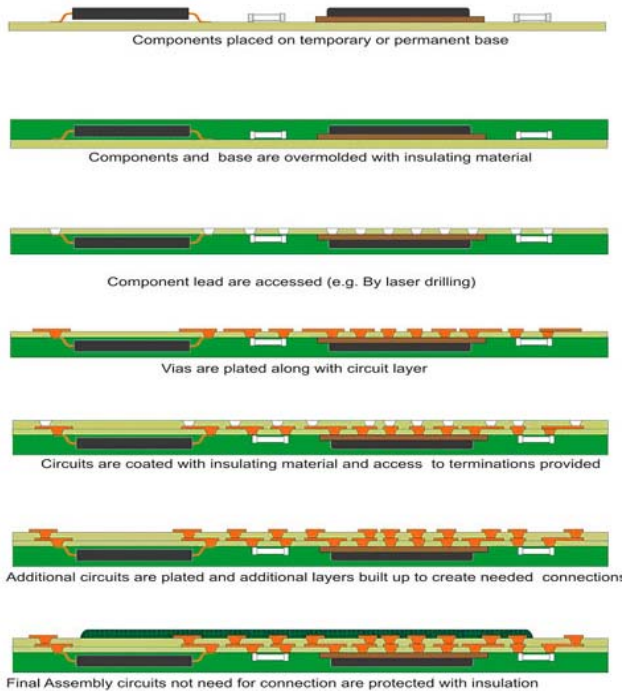 Components placed on temporary or permanent base
Components and base are overmolded with insulating material
Component lead are accessed (e.g. By laser drilling)
Vias are plated along with circuit layer
Circuits are coated with insulating material and access to terminations provided
Additional circuits are plated and additional layers built up to create needed connections
Final Assembly circuits not need for connection are protected with insulation